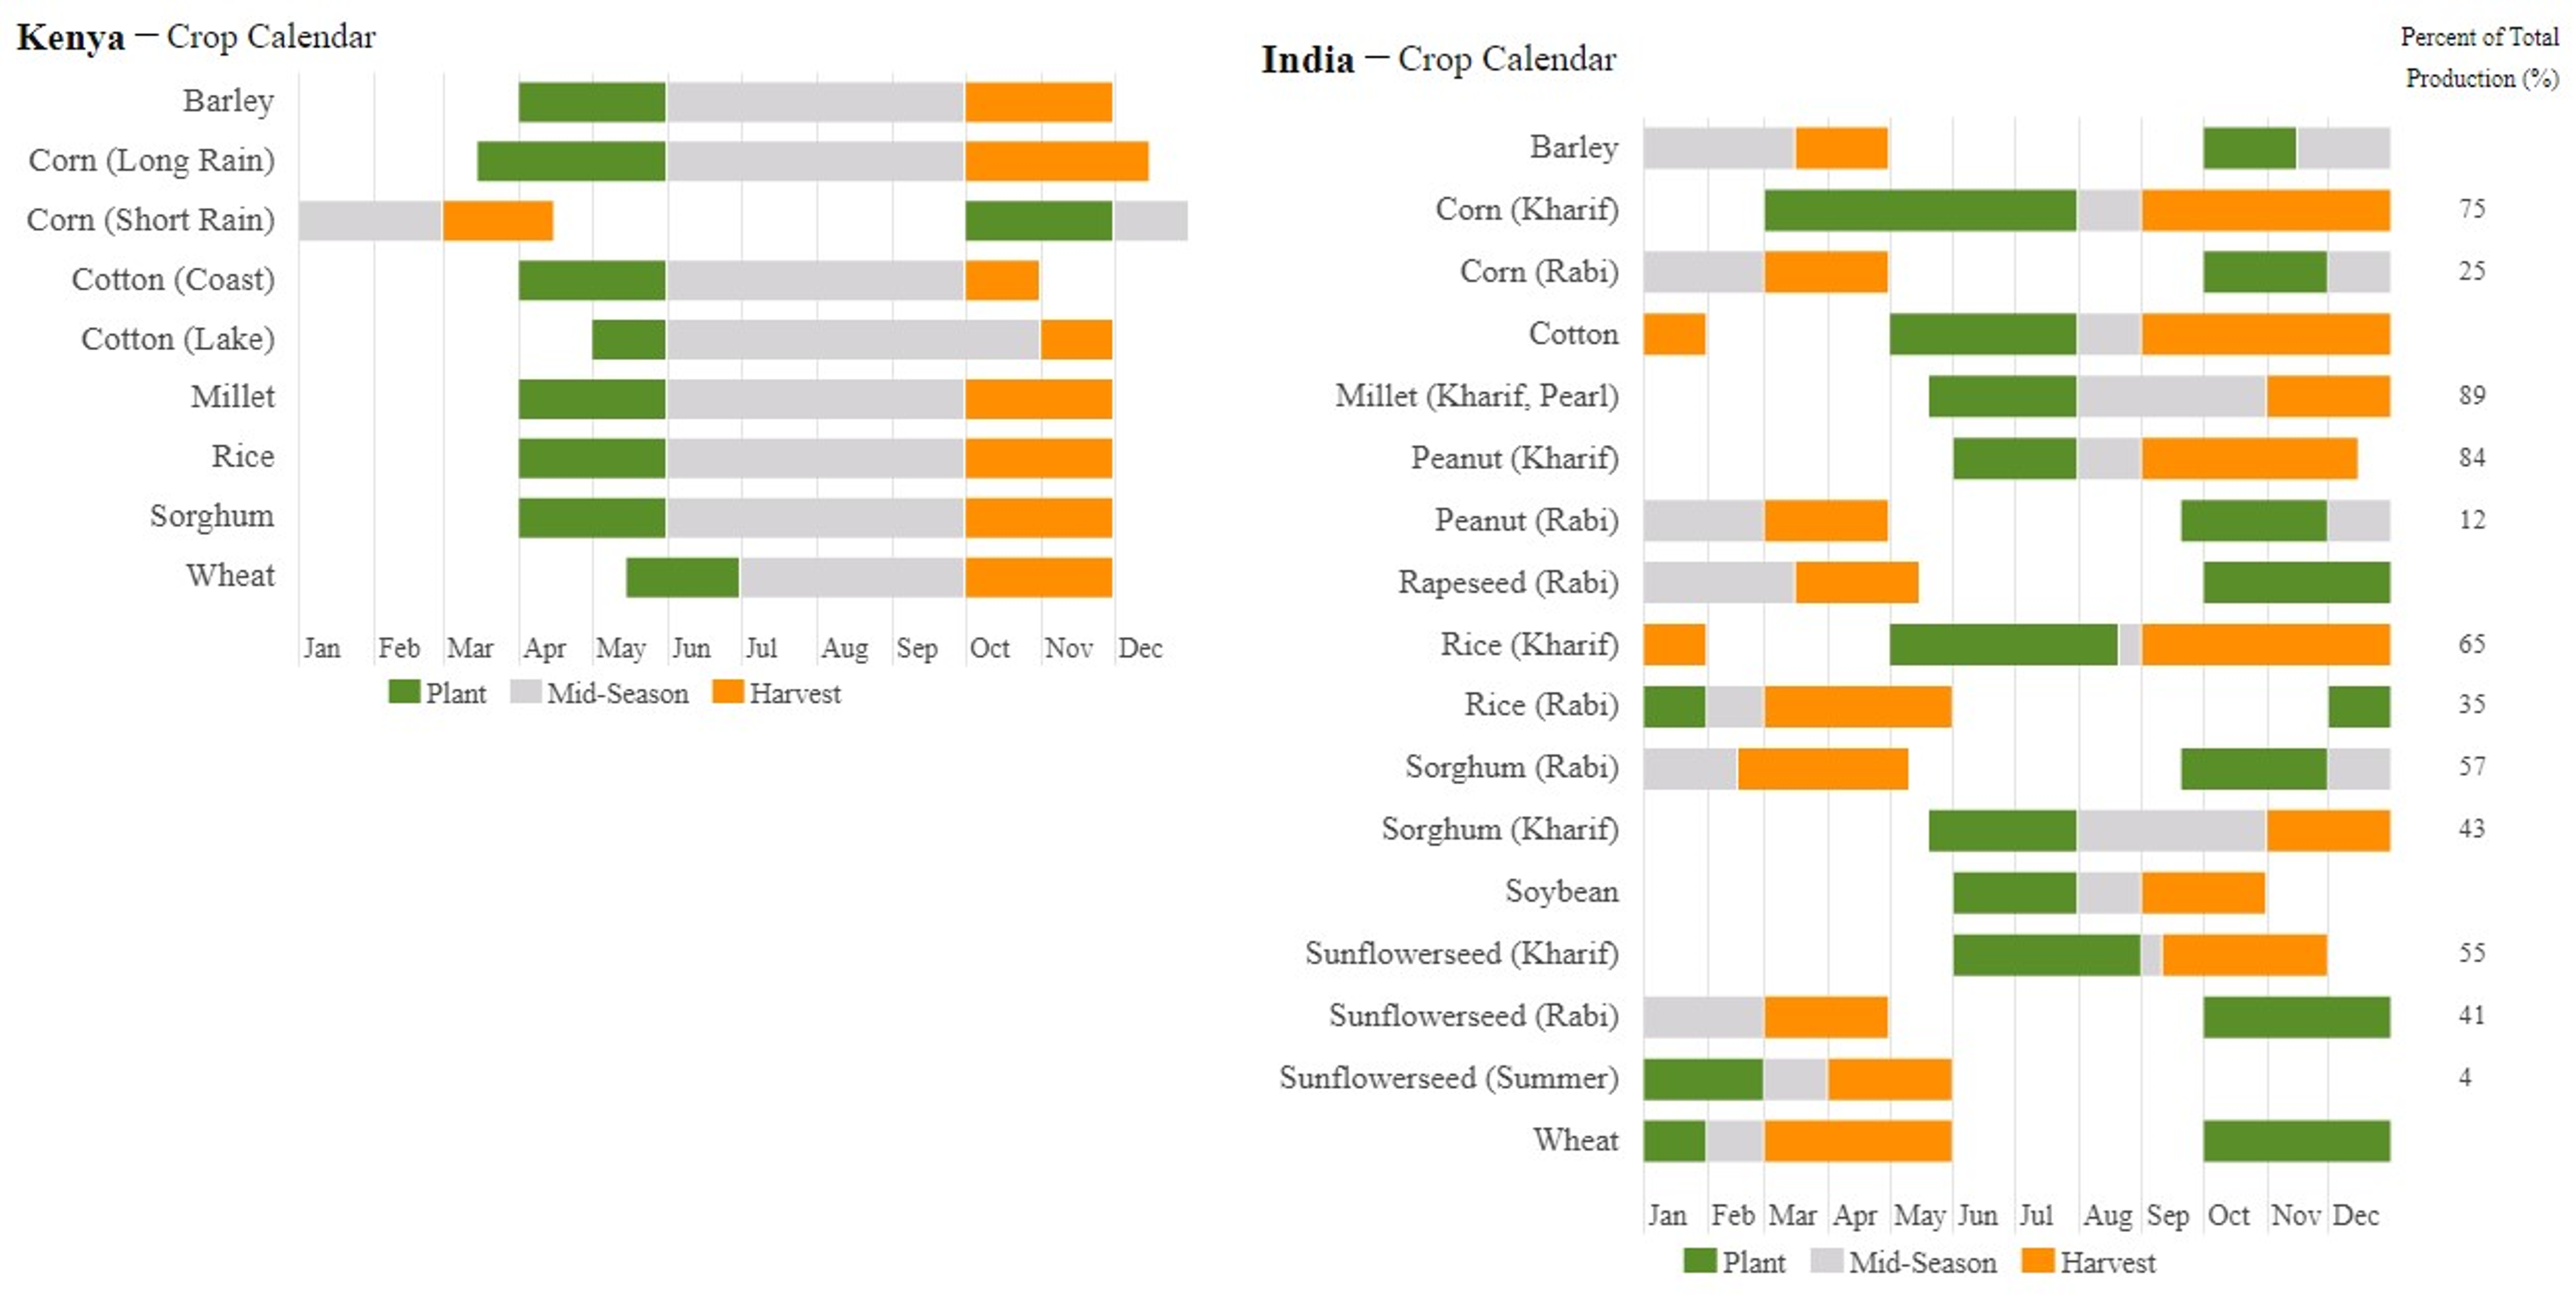 Kenya — Crop Calendar
Barley
Corn (Long Rain)
Corn (Short Rain)
Cotton (Coast)
Cotton (Lake)
Millet
Rice
Sorghum
Wheat
Jan Feb Mar Apr May Jun Jul Aug Sep Oct Nov Dec
Plant Mid-Season Harvest
India — Crop Calendar
Percent of Total
Production (%)
Barley
Corn (Kharif) 75
Corn (Rabi) 25
Cotton
Millet (Kharif, Pearl) 89
Peanut (Kharif) 84
Peanut (Rabi) 12
Rapeseed (Rabi)
Rice (Kharif) 65
Rice (Rabi) 35
Sorghum (Rabi) 57
Sorghum (Kharif) 43
Soybean
Sunflowerseed (Kharif) 55
Sunflowerseed (Rabi) 41
Sunflowerseed (Summer) 4
Wheat
Jan Feb Mar Apr May Jun Jul Aug Sep Oct Nov Dec
Plant Mid-Season Harvest